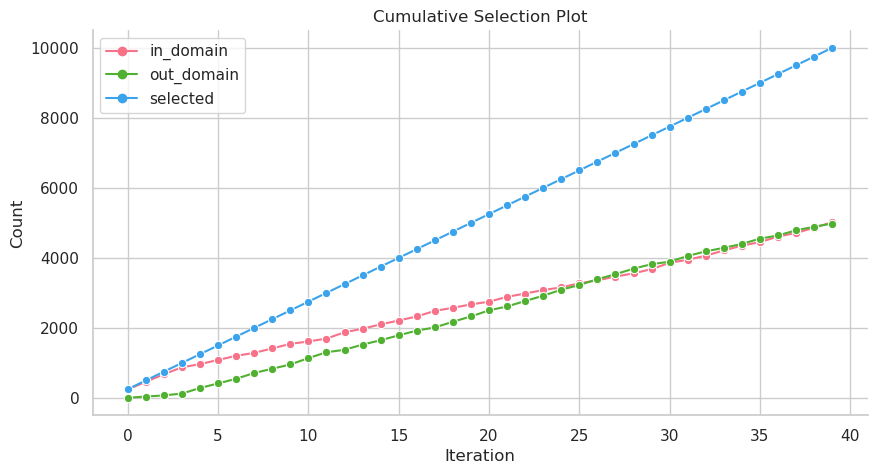 Cumulative Selection Plot
in_domain
out_domain
selected
10000
8000
6000
4000
2000
0
Count
0 5 10 15 20 25 30 35 40
Iteration